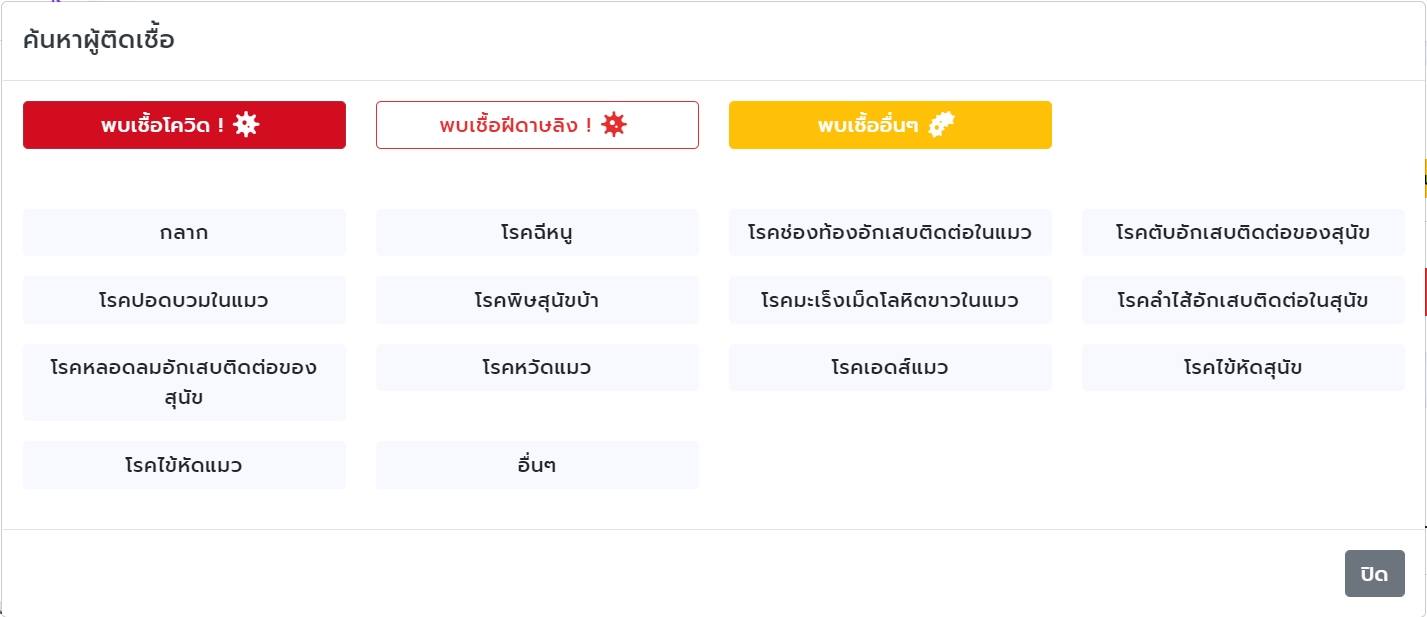 ค้นหาผู้ติดเชื้อ
พบเชื้อโควิด !
พบเชื้อฝีดาษลิง !
พบเชื้ออื่นๆ
กลาก
โรคฉีหนู
โรคช่องท้องอักเสบติดต่อในแมว
โรคตับอักเสบติดต่อของสุนัข
โรคปอดบวมในแมว
โรคพิษสุนัขบ้า
โรคมะเร็งเม็ดโลหิตขาวในแมว
โรคลำไส้อักเสบติดต่อในสุนัข
โรคหลอดลมอักเสบติดต่อของ
สุนัข
โรคหวัดแมว
โรคเอดส์แมว
โรคไข้หัดสุนัข
โรคไข้หัดแมว
อื่นๆ
ปิด